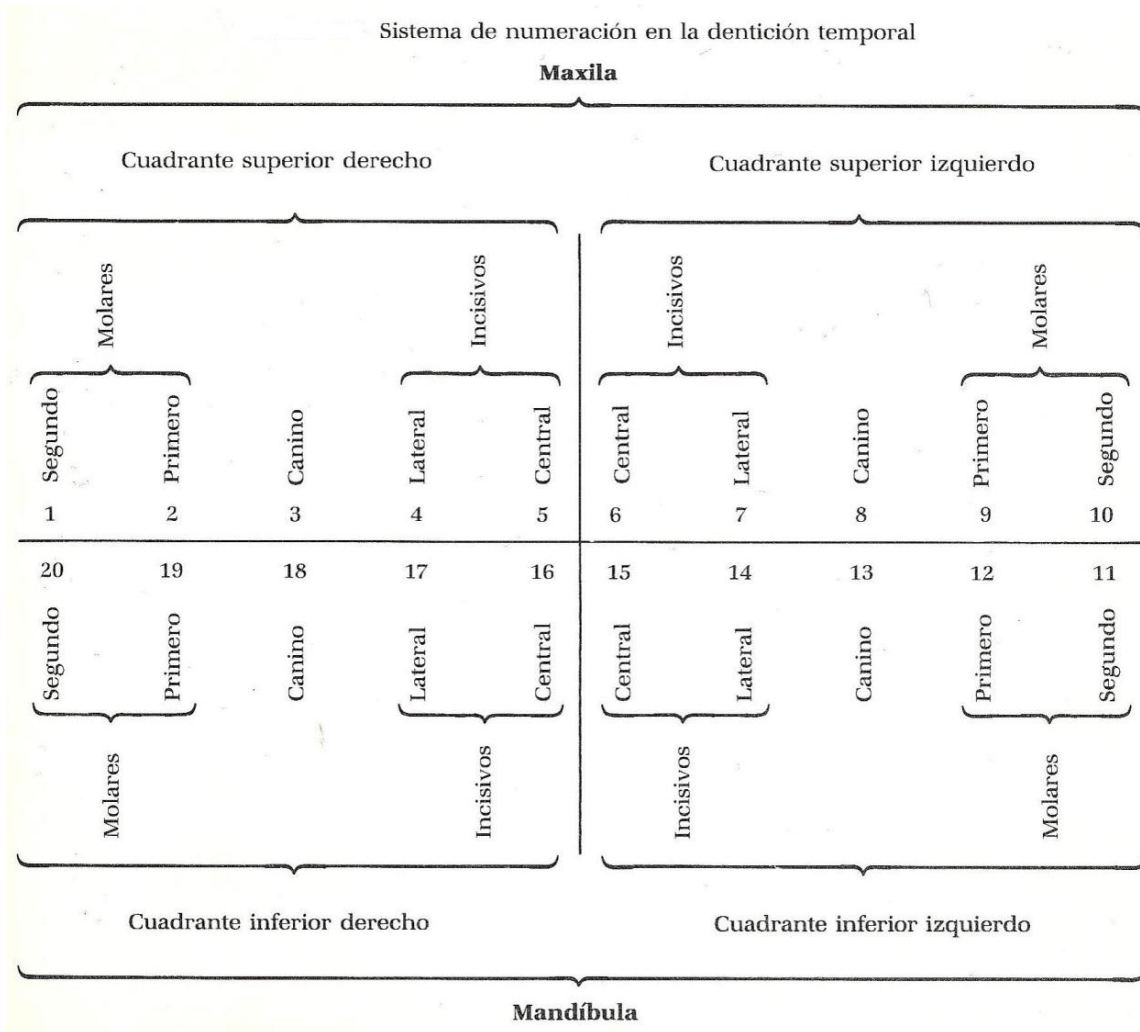 Sistema de numeración en la dentición temporal
Maxila
Cuadrante superior derecho
Cuadrante superior izquierdo
Molares
Incisivos
Incisivos
Molares
Segundo
Primero
Canino
Lateral
Central
Central
Lateral
Canino
Primero
Segundo
1 2 3 4 5 6 7 8 9 10
20 19 18 17 16 15 14 13 12 11
Segundo
Primero
Canino
Lateral
Central
Central
Lateral
Canino
Primero
Segundo
Molares
Incisivos
Incisivos
Molares
Cuadrante inferior derecho
Cuadrante inferior izquierdo
Mandíbula